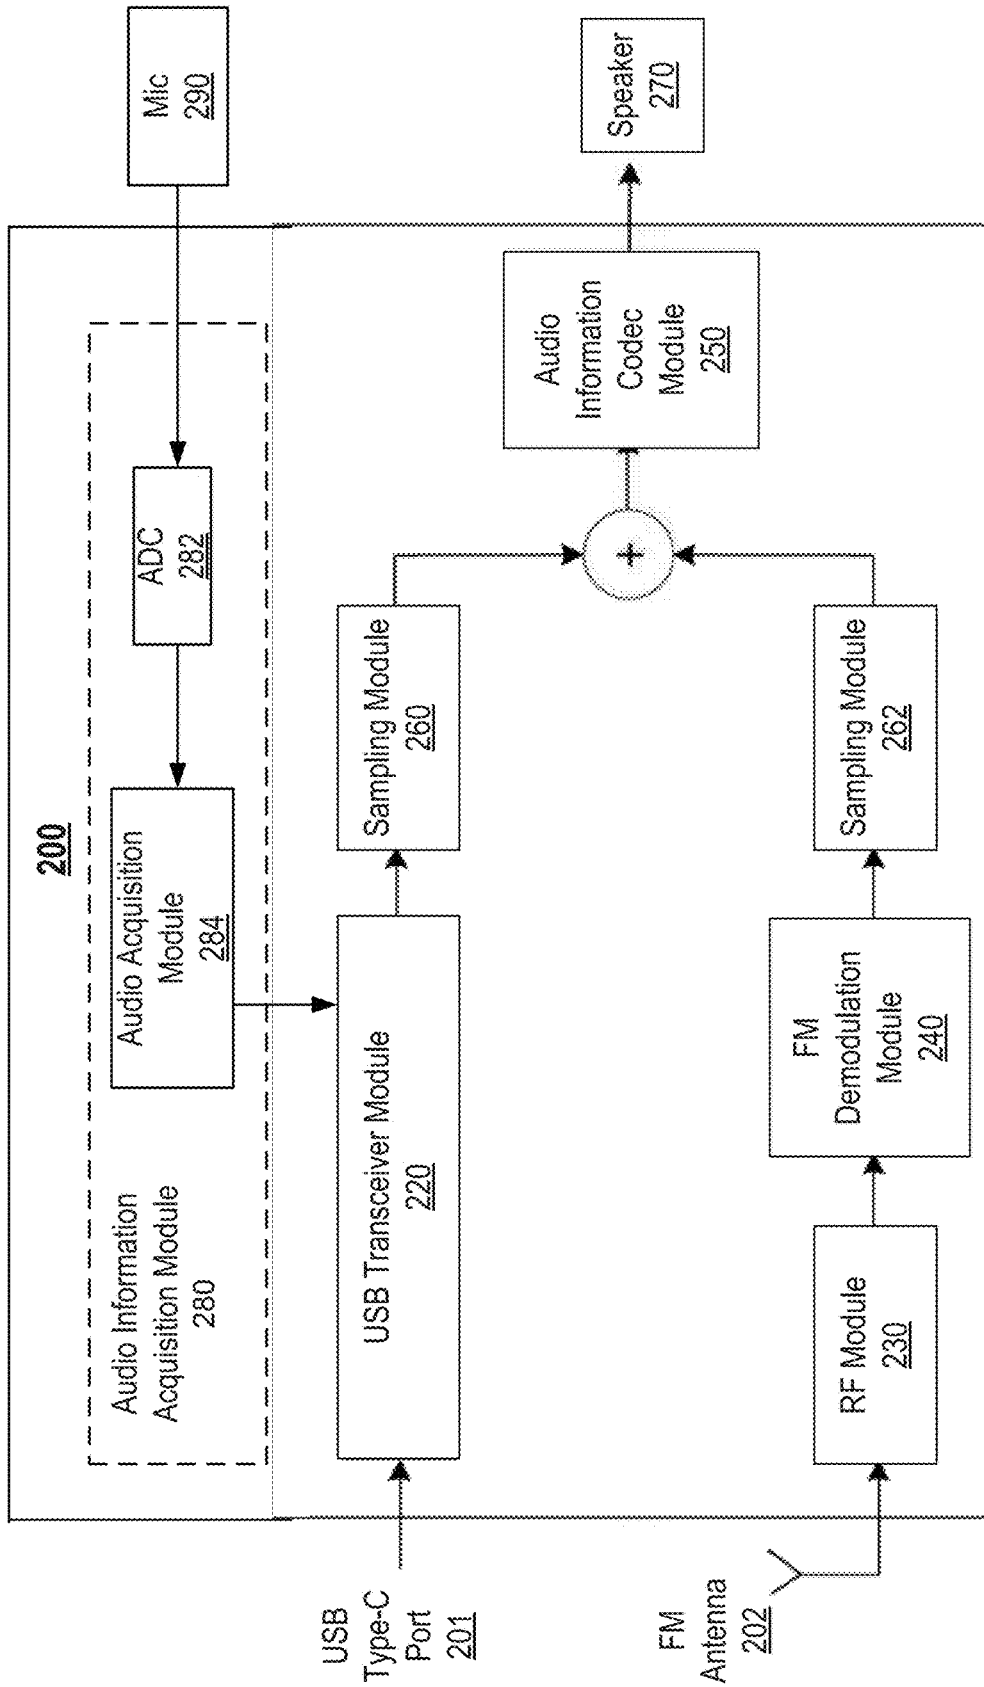 200
Audio Information
Acquisition Module
280
Audio Acquisition
Module
284
ADC
282
Mic
290
USB
Type-C
Port
201
USB Transceiver Module
220
Sampling Module
260
+
Audio
Information
Codec
Module
250
Speaker
270
FM
Antenna
202
RF Module
230
FM
Demodulation
Module
240
Sampling Module
262